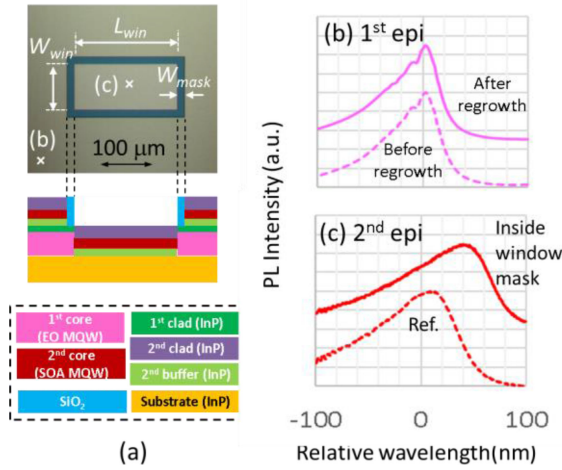 L_win
W_win
(c) ×
W_mask
(b)
×
100 μm
1st core
(EO MQW)
1st clad (InP)
2nd core
(SOA MQW)
2nd clad (InP)
2nd buffer (InP)
SiO2
Substrate (InP)
(a)
PL Intensity (a.u.)
(b) 1st epi
After
regrowth
Before
regrowth
(c) 2nd epi
Inside
window
mask
Ref.
-100 0 100
Relative wavelength(nm)